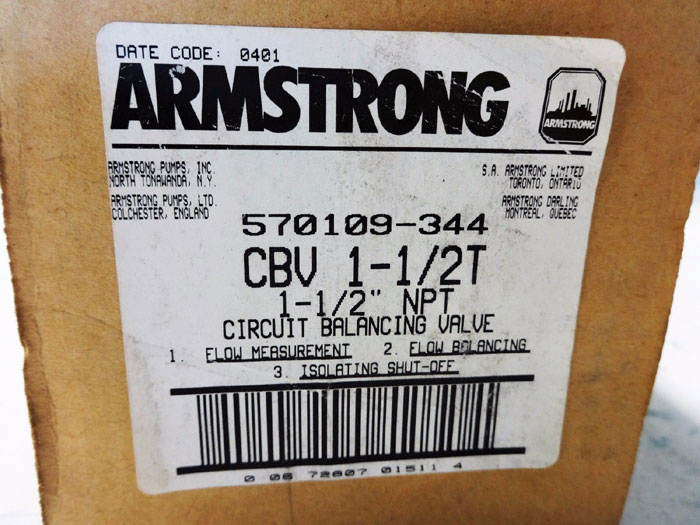 DATE CODE: 0401
ARMSTRONG
ARMSTRONG
ARMSTRONG PUMPS, INC.
NORTH TONAWANDA, N.Y.
ARMSTRONG PUMPS, LTD.
COLCHESTER, ENGLAND
S.A. ARMSTRONG LIMITED
TORONTO, ONTARIO
ARMSTRONG DARLING
MONTREAL, QUEBEC
570109-344
CBV 1-1/2T
1-1/2" NPT
CIRCUIT BALANCING VALVE
1. FLOW MEASUREMENT 2. FLOW BALANCING
3. ISOLATING SHUT-OFF
0 06 72807 01511 4